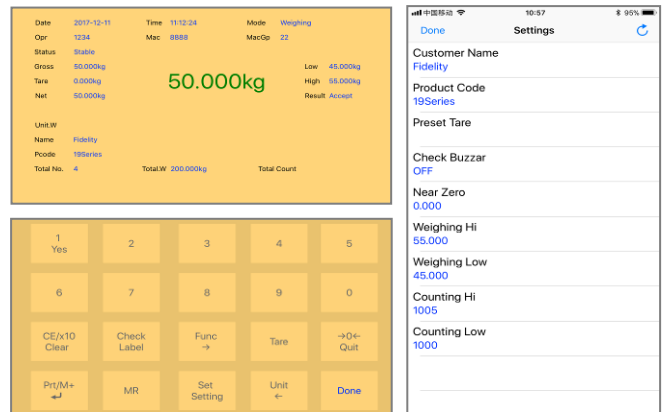 Date 2017-12-11 Time 11:12:24 Mode Weighing
Opr 1234 Mac 8888 MacGp 22
Status Stable
Gross 50.000kg Low 45.000kg
Tare 0.000kg 50.000kg High 55.000kg
Net 50.000kg Result Accept
Unit.W
Name Fidelity
Pcode 19Series
Total No. 4 Total.W 200.000kg Total Count
1 2 3 4 5
Yes
6 7 8 9 0
CE/x10 Check Func Tare →0←
Clear Label → Quit
Prt/M+ MR Set Unit Done
↵ Setting ←
中国移动 10:57 95%
Done Settings
Customer Name
Fidelity
Product Code
19Series
Preset Tare
Check Buzzar
OFF
Near Zero
0.000
Weighing Hi
55.000
Weighing Low
45.000
Counting Hi
1005
Counting Low
1000